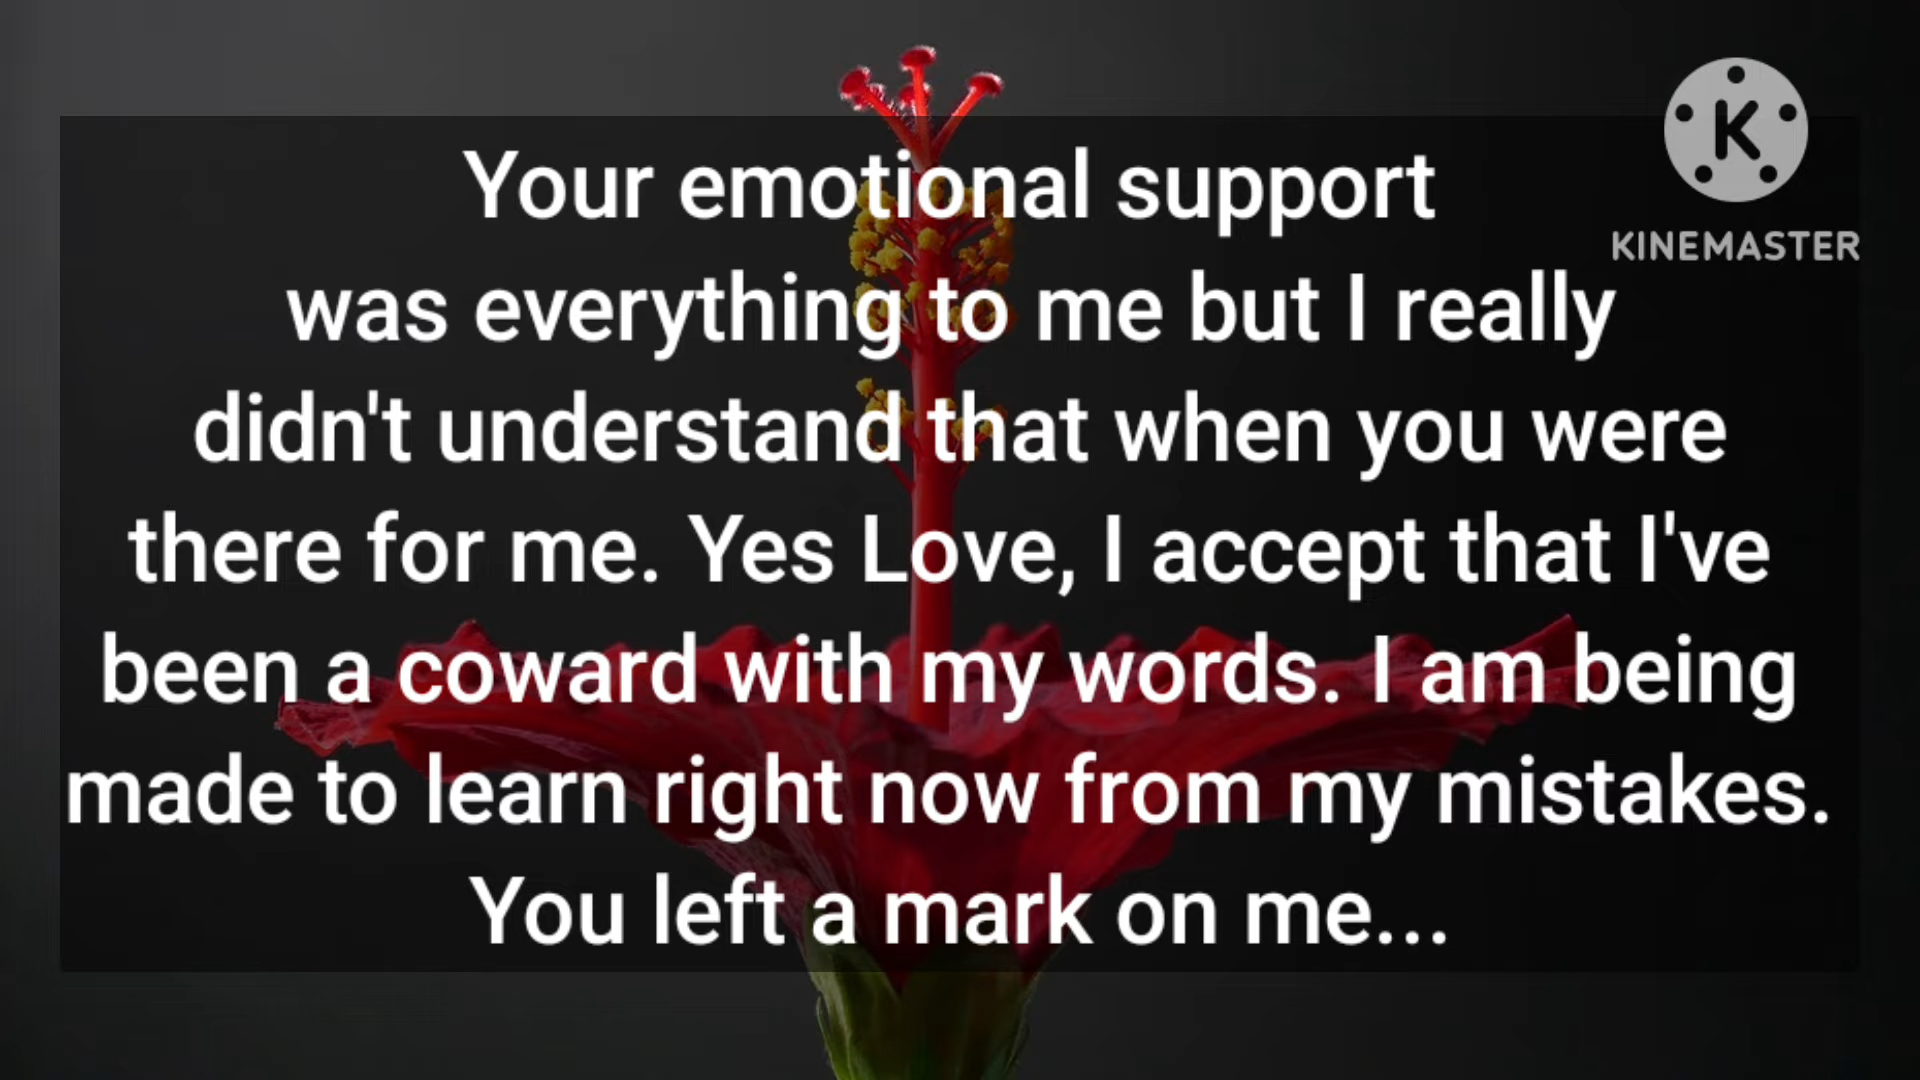 Your emotional support
was everything to me but I really
didn't understand that when you were
there for me. Yes Love, I accept that I've
been a coward with my words. I am being
made to learn right now from my mistakes.
You left a mark on me...
K
KINEMASTER